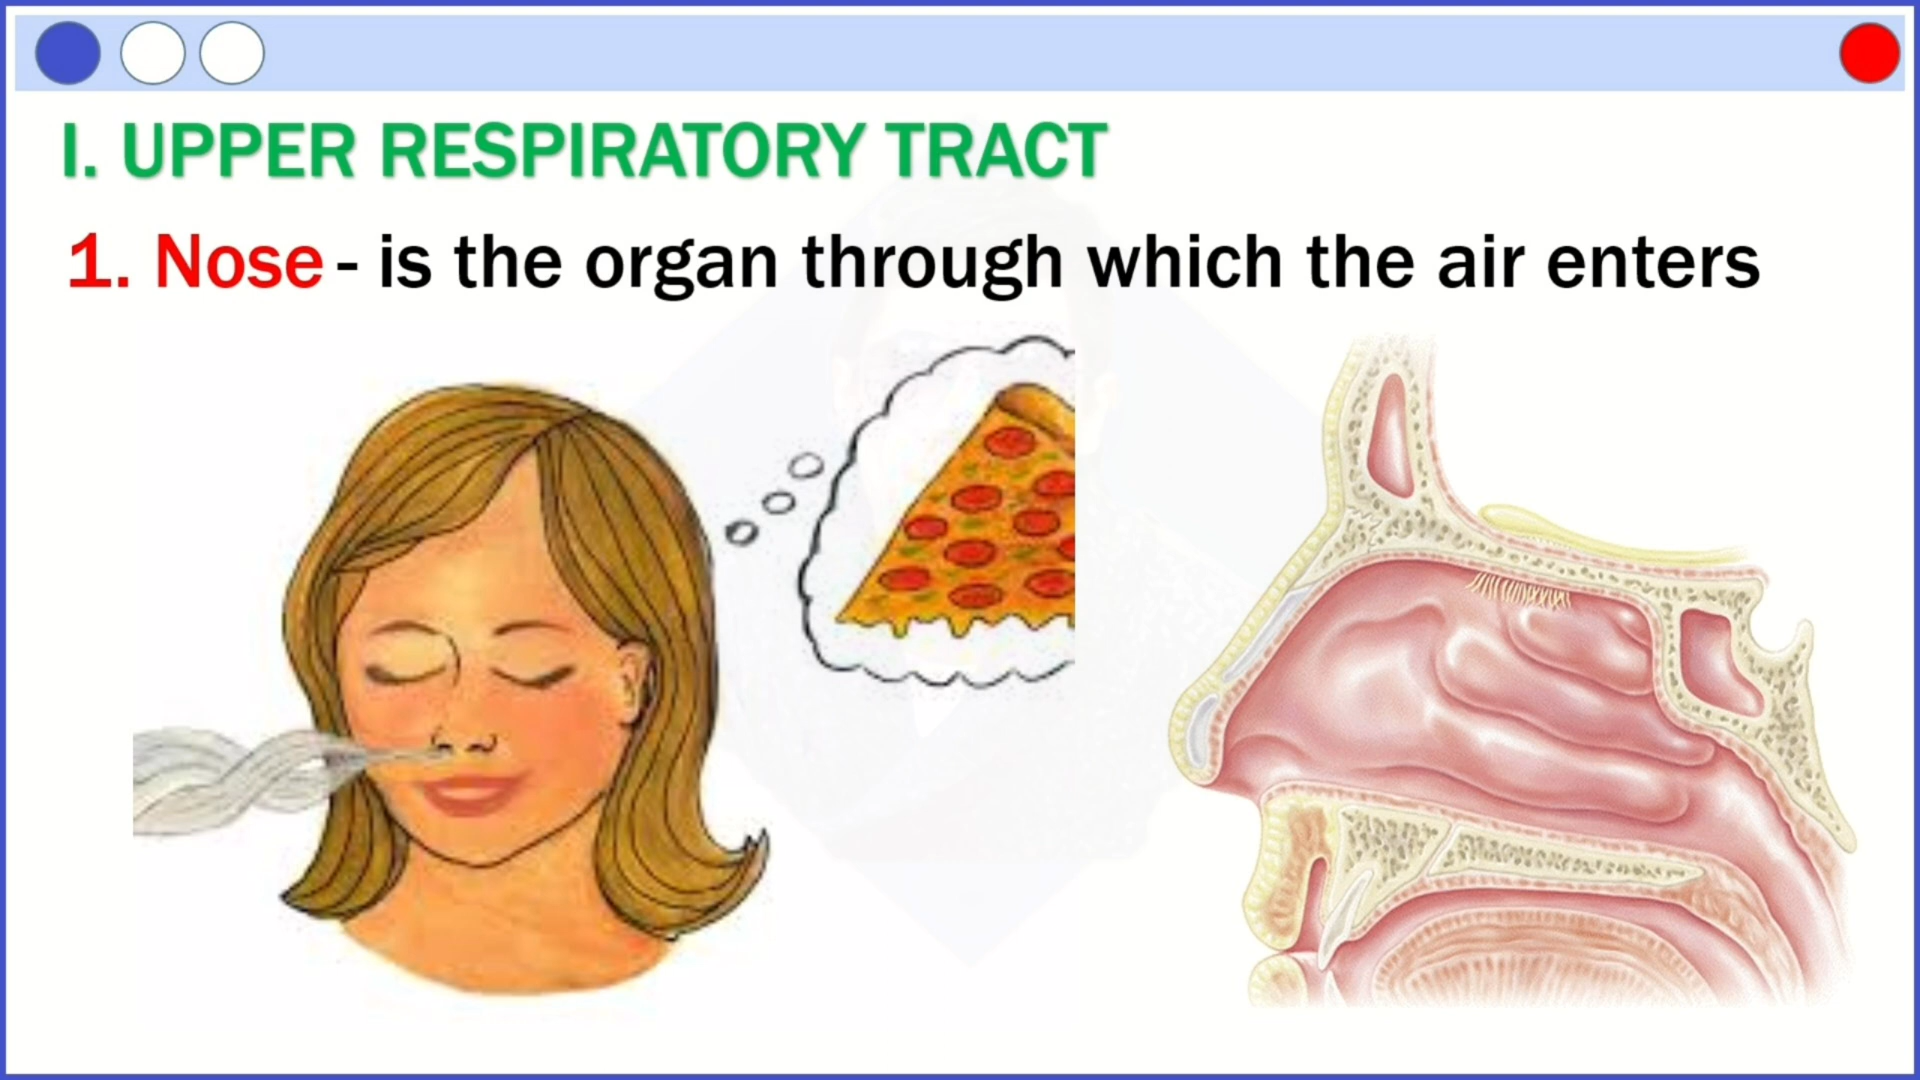 I. UPPER RESPIRATORY TRACT
1. Nose - is the organ through which the air enters